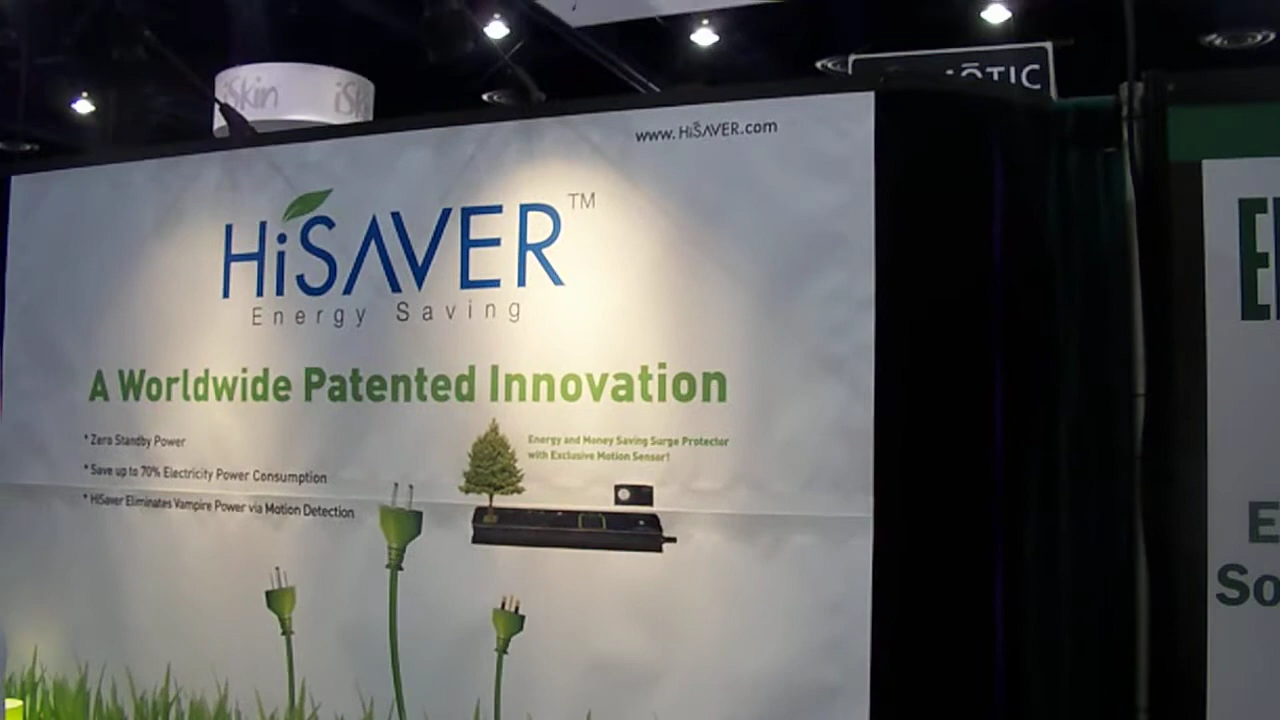 iSkin
www.HiSAVER.com
HiSAVER™
Energy Saving
A Worldwide Patented Innovation
* Zero Standby Power
* Save up to 70% Electricity Power Consumption
* HiSaver Eliminates Vampire Power via Motion Detection
Energy and Money Saving Surge Protector
with Exclusive Motion Sensor!